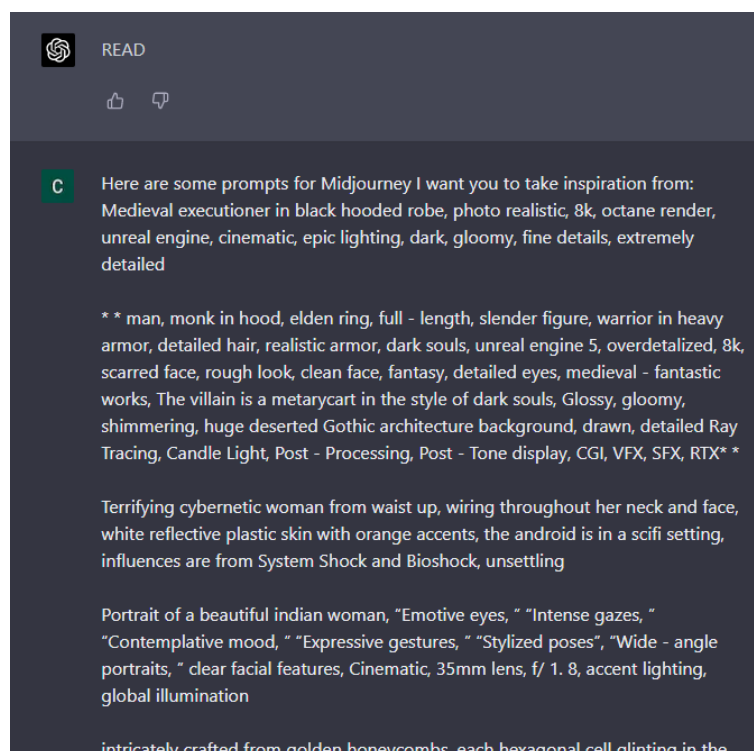 READ
C
Here are some prompts for Midjourney I want you to take inspiration from:
Medieval executioner in black hooded robe, photo realistic, 8k, octane render,
unreal engine, cinematic, epic lighting, dark, gloomy, fine details, extremely
detailed
* * man, monk in hood, elden ring, full - length, slender figure, warrior in heavy
armor, detailed hair, realistic armor, dark souls, unreal engine 5, overdetalized, 8k,
scarred face, rough look, clean face, fantasy, detailed eyes, medieval - fantastic
works, The villain is a metarycart in the style of dark souls, Glossy, gloomy,
shimmering, huge deserted Gothic architecture background, drawn, detailed Ray
Tracing, Candle Light, Post - Processing, Post - Tone display, CGI, VFX, SFX, RTX* *
Terrifying cybernetic woman from waist up, wiring throughout her neck and face,
white reflective plastic skin with orange accents, the android is in a scifi setting,
influences are from System Shock and Bioshock, unsettling
Portrait of a beautiful indian woman, “Emotive eyes, “ “Intense gazes, “
“Contemplative mood, “ “Expressive gestures, “ “Stylized poses“, “Wide - angle
portraits, “ clear facial features, Cinematic, 35mm lens, f/ 1. 8, accent lighting,
global illumination
intricately crafted from golden honeycombs, each hexagonal cell glinting in the